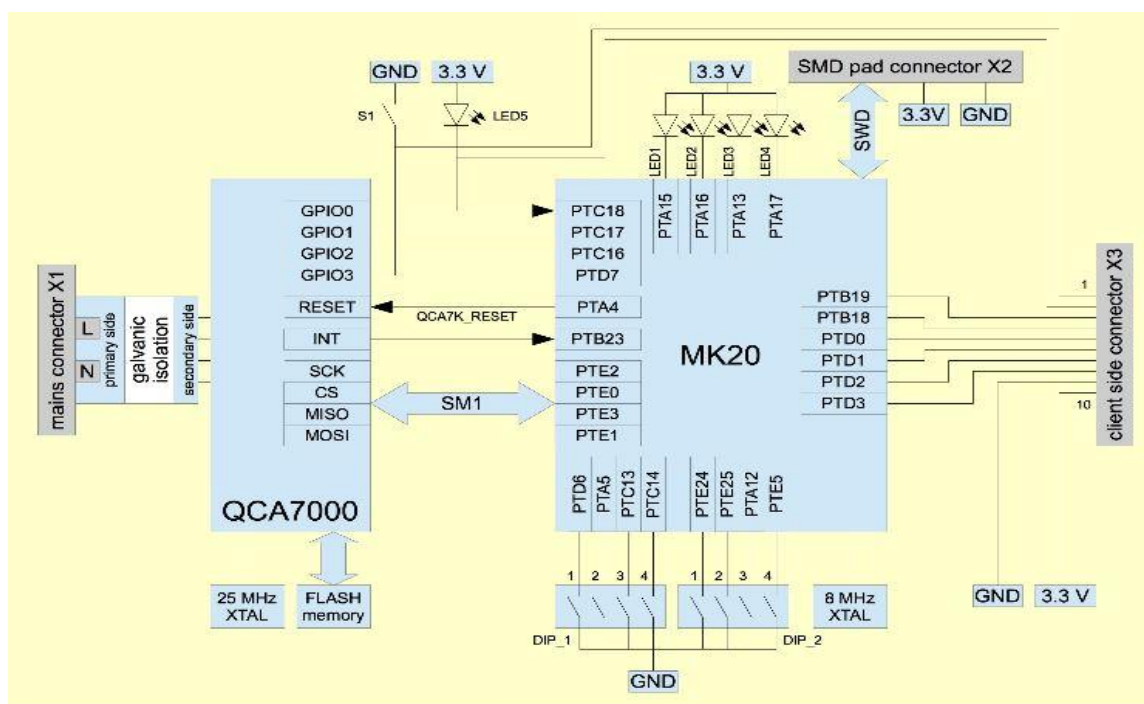 GND
3.3 V
S1
LED5
3.3 V
SMD pad connector X2
3.3V
GND
SWD
LED1
LED2
LED3
LED4
PTA15
PTA16
PTA13
PTA17
GPIO0
GPIO1
GPIO2
GPIO3
RESET
INT
SCK
CS
MISO
MOSI
QCA7000
mains connector X1
L
N
primary side
galvanic
isolation
secondary side
QCA7K_RESET
SM1
PTC18
PTC17
PTC16
PTD7
PTA4
PTB23
PTE2
PTE0
PTE3
PTE1
MK20
PTB19
PTB18
PTD0
PTD1
PTD2
PTD3
1
10
client side connector X3
PTD6
PTA5
PTC13
PTC14
PTE24
PTE25
PTA12
PTE5
25 MHz
XTAL
FLASH
memory
1 2 3 4
1 2 3 4
DIP_1
DIP_2
8 MHz
XTAL
GND
3.3 V
GND